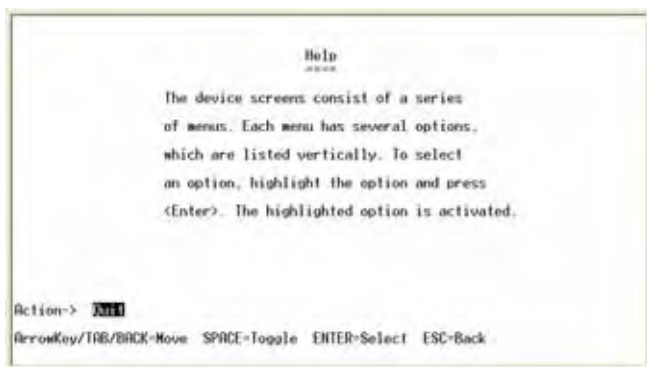 Help
====
The device screens consist of a series
of menus. Each menu has several options,
which are listed vertically. To select
an option, highlight the option and press
<Enter>. The highlighted option is activated.
Action-> Quit
ArrowKey/TAB/BACK=Move SPACE=Toggle ENTER=Select ESC=Back